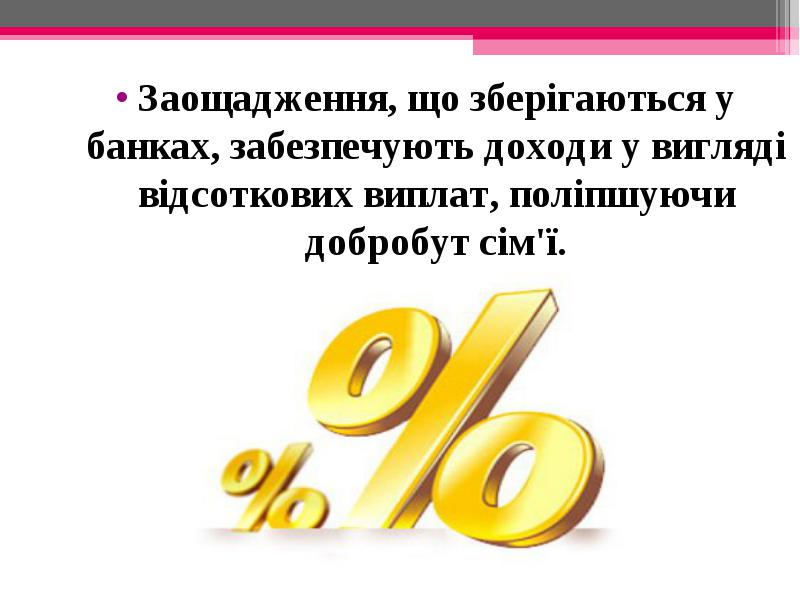 • Заощадження, що зберігаються у
банках, забезпечують доходи у вигляді
відсоткових виплат, поліпшуючи
добробут сім'ї.
%
%